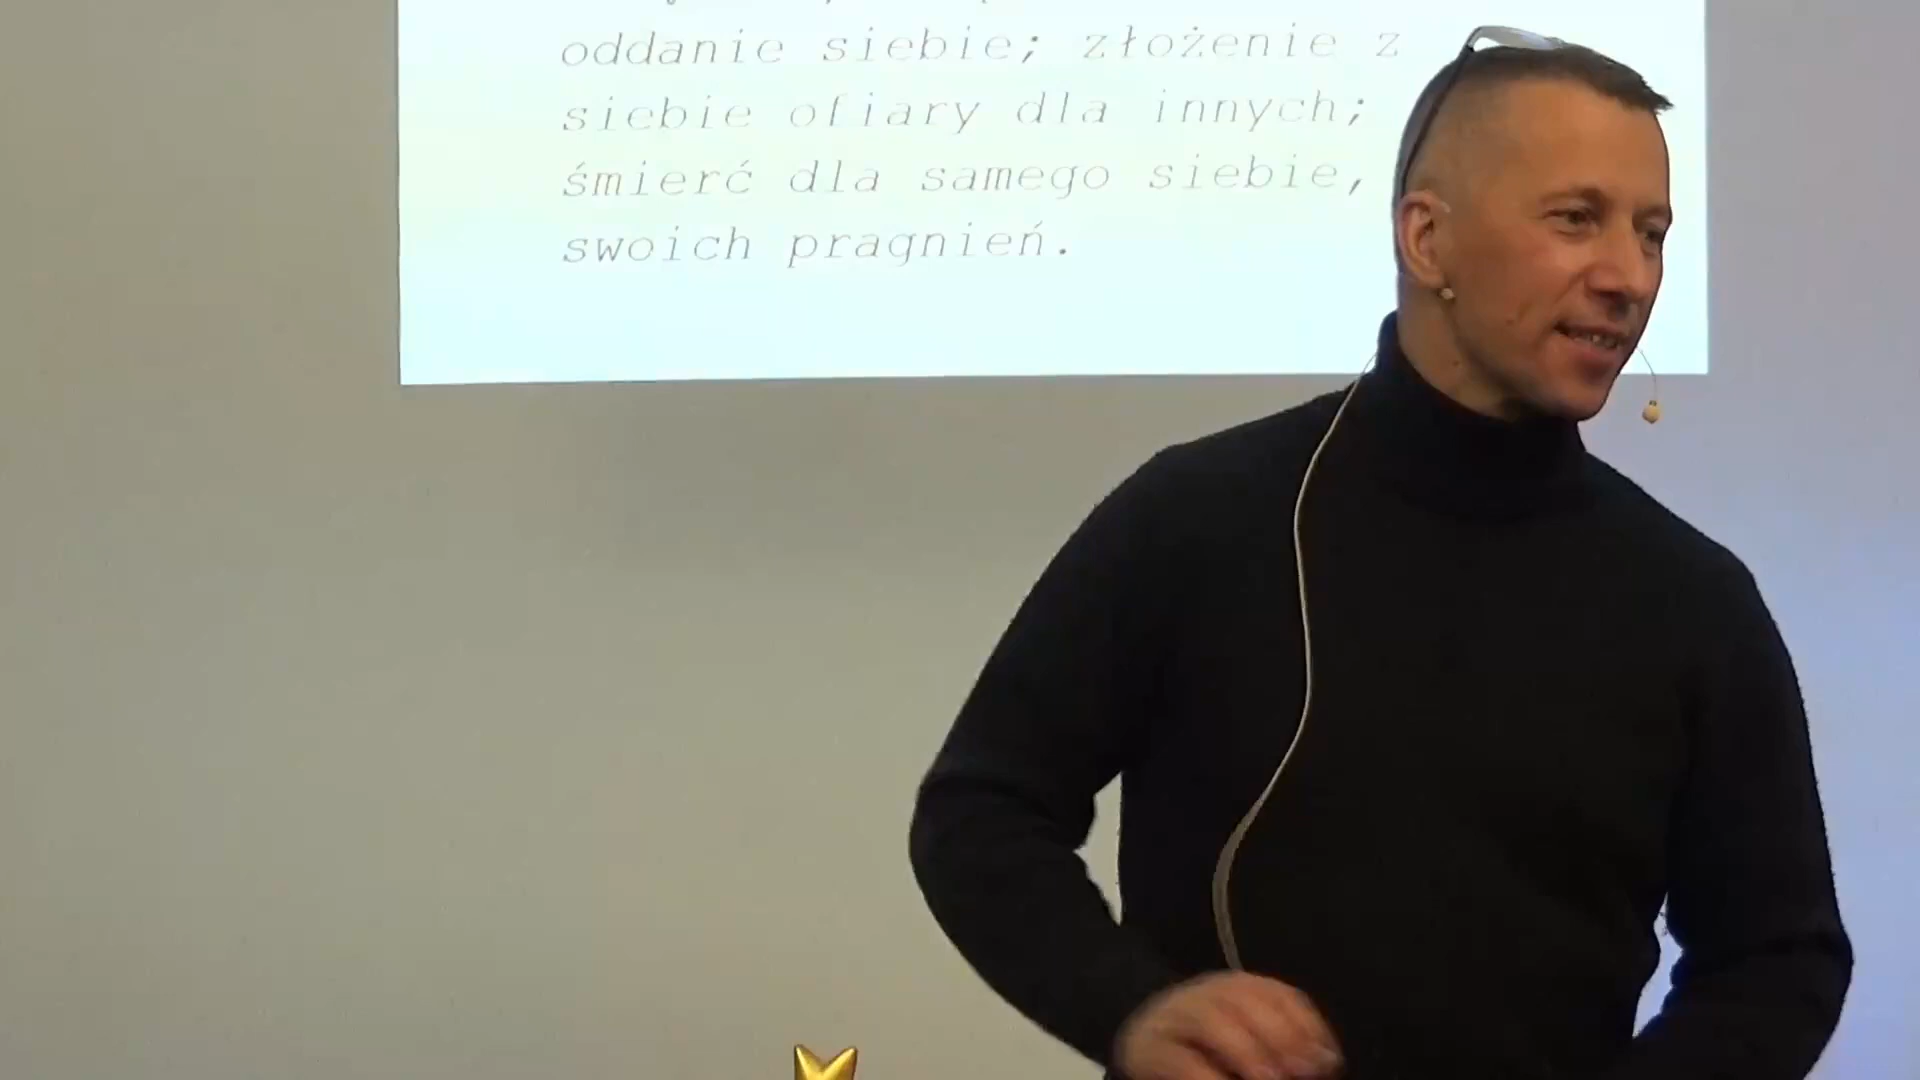 oddanie siebie; złożenie z
siebie ofiary dla innych;
śmierć dla samego siebie,
swoich pragnień.